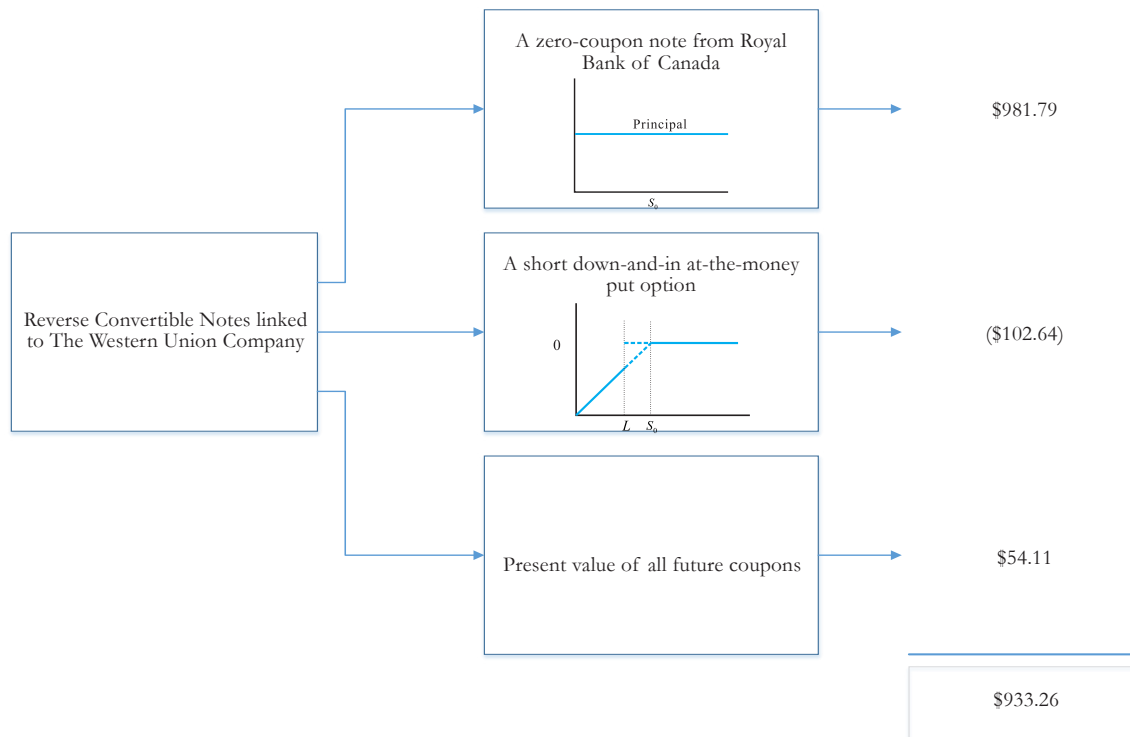 A zero-coupon note from Royal
Bank of Canada
Principal
S₀
$981.79
Reverse Convertible Notes linked
to The Western Union Company
A short down-and-in at-the-money
put option
0
L S₀
($102.64)
Present value of all future coupons
$54.11
$933.26